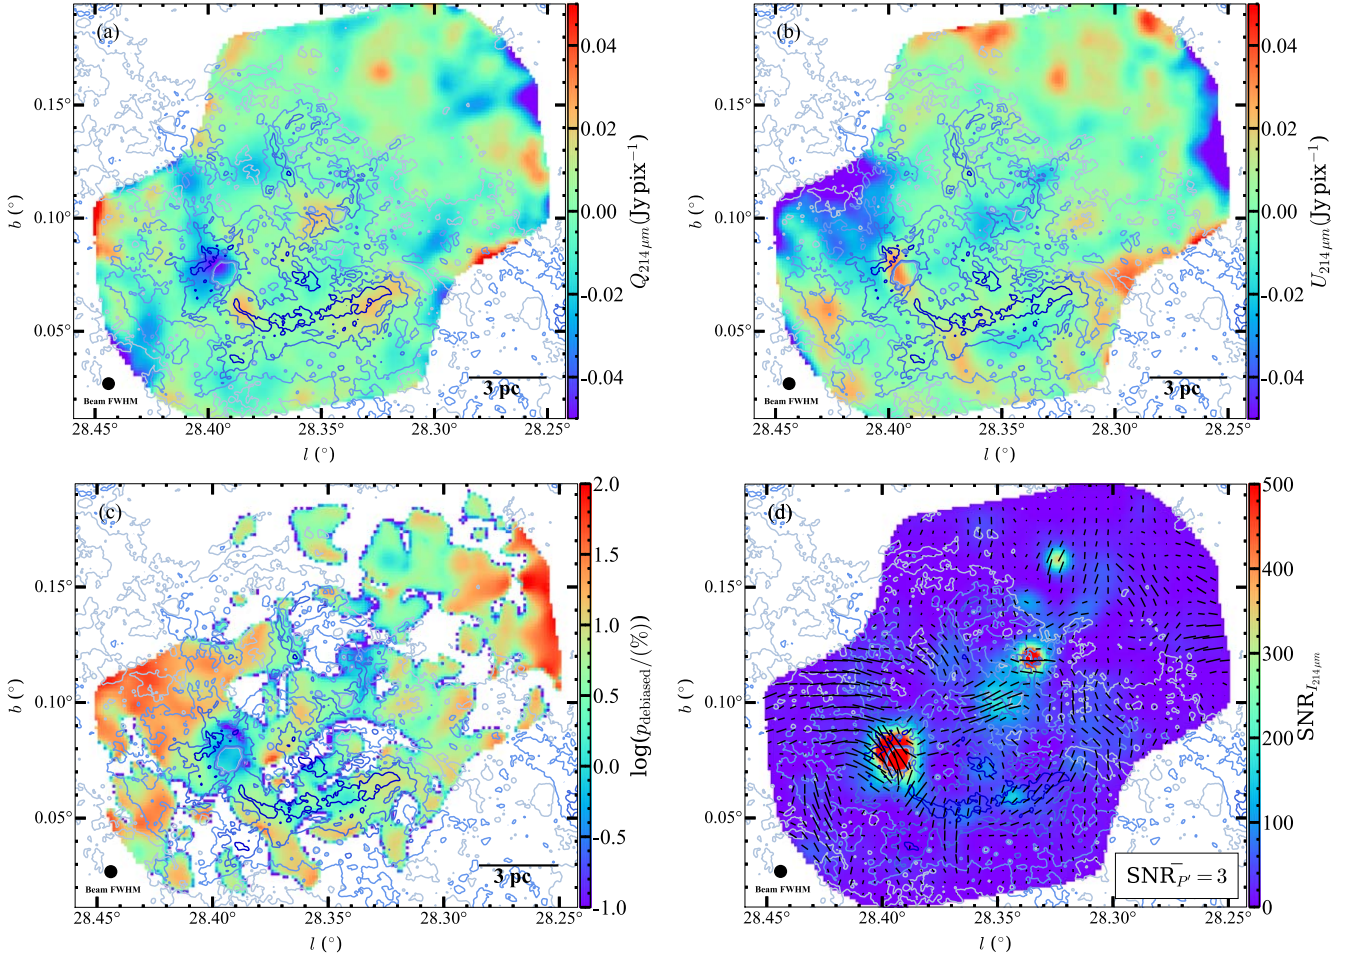 (a)
0.15°
0.10°
0.05°
b (°)
28.45 28.40 28.35 28.30 28.25
l (°)
Beam FWHM
3 pc
0.04
0.02
0.00
-0.02
-0.04
Q214 μm (Jy pix⁻¹)
(b)
0.15°
0.10°
0.05°
b (°)
28.45 28.40 28.35 28.30 28.25
l (°)
Beam FWHM
3 pc
0.04
0.02
0.00
-0.02
-0.04
U214 μm (Jy pix⁻¹)
(c)
0.15°
0.10°
0.05°
b (°)
28.45 28.40 28.35 28.30 28.25
l (°)
Beam FWHM
3 pc
2.0
1.5
1.0
0.5
0.0
-0.5
-1.0
log(pdebiased/(%))
(d)
0.15°
0.10°
0.05°
b (°)
28.45 28.40 28.35 28.30 28.25
l (°)
Beam FWHM
SNRP′ = 3
500
400
300
200
100
0
SNRI214 μm